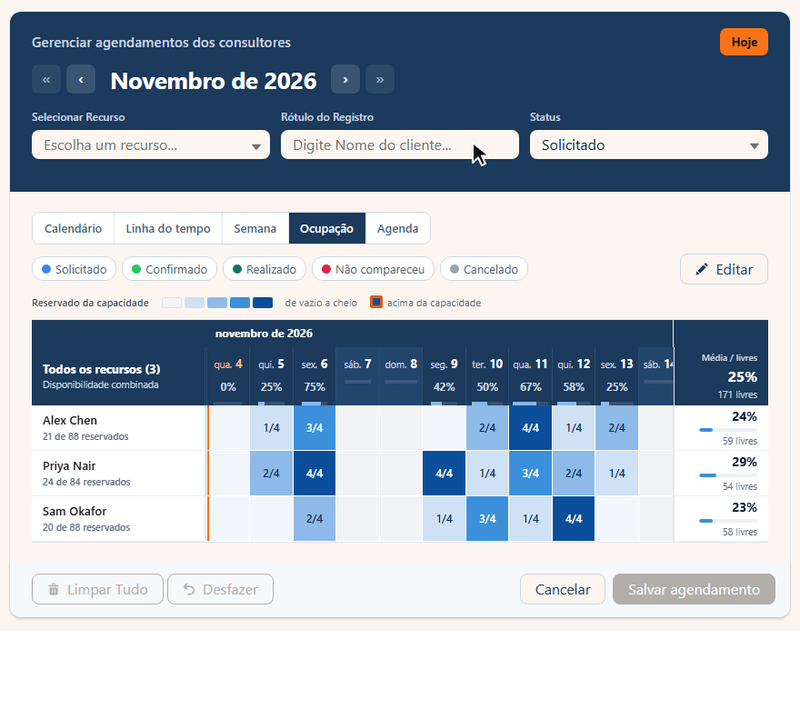 Gerenciar agendamentos dos consultores
Hoje
« ‹ Novembro de 2026 › »
Selecionar Recurso Rótulo do Registro Status
Escolha um recurso... Digite Nome do cliente... Solicitado
Calendário Linha do tempo Semana Ocupação Agenda
Solicitado Confirmado Realizado Não compareceu Cancelado Editar
Reservado da capacidade de vazio a cheio acima da capacidade
novembro de 2026
Todos os recursos (3) qua. 4 qui. 5 sex. 6 sáb. 7 dom. 8 seg. 9 ter. 10 qua. 11 qui. 12 sex. 13 sáb. 14 Média / livres
Disponibilidade combinada 0% 25% 75% 42% 50% 67% 58% 25% 25%
171 livres
Alex Chen 1/4 3/4 2/4 4/4 1/4 2/4 24%
21 de 88 reservados 59 livres
Priya Nair 2/4 4/4 4/4 1/4 3/4 2/4 1/4 29%
24 de 84 reservados 54 livres
Sam Okafor 2/4 1/4 3/4 1/4 4/4 23%
20 de 88 reservados 58 livres
Limpar Tudo Desfazer Cancelar Salvar agendamento